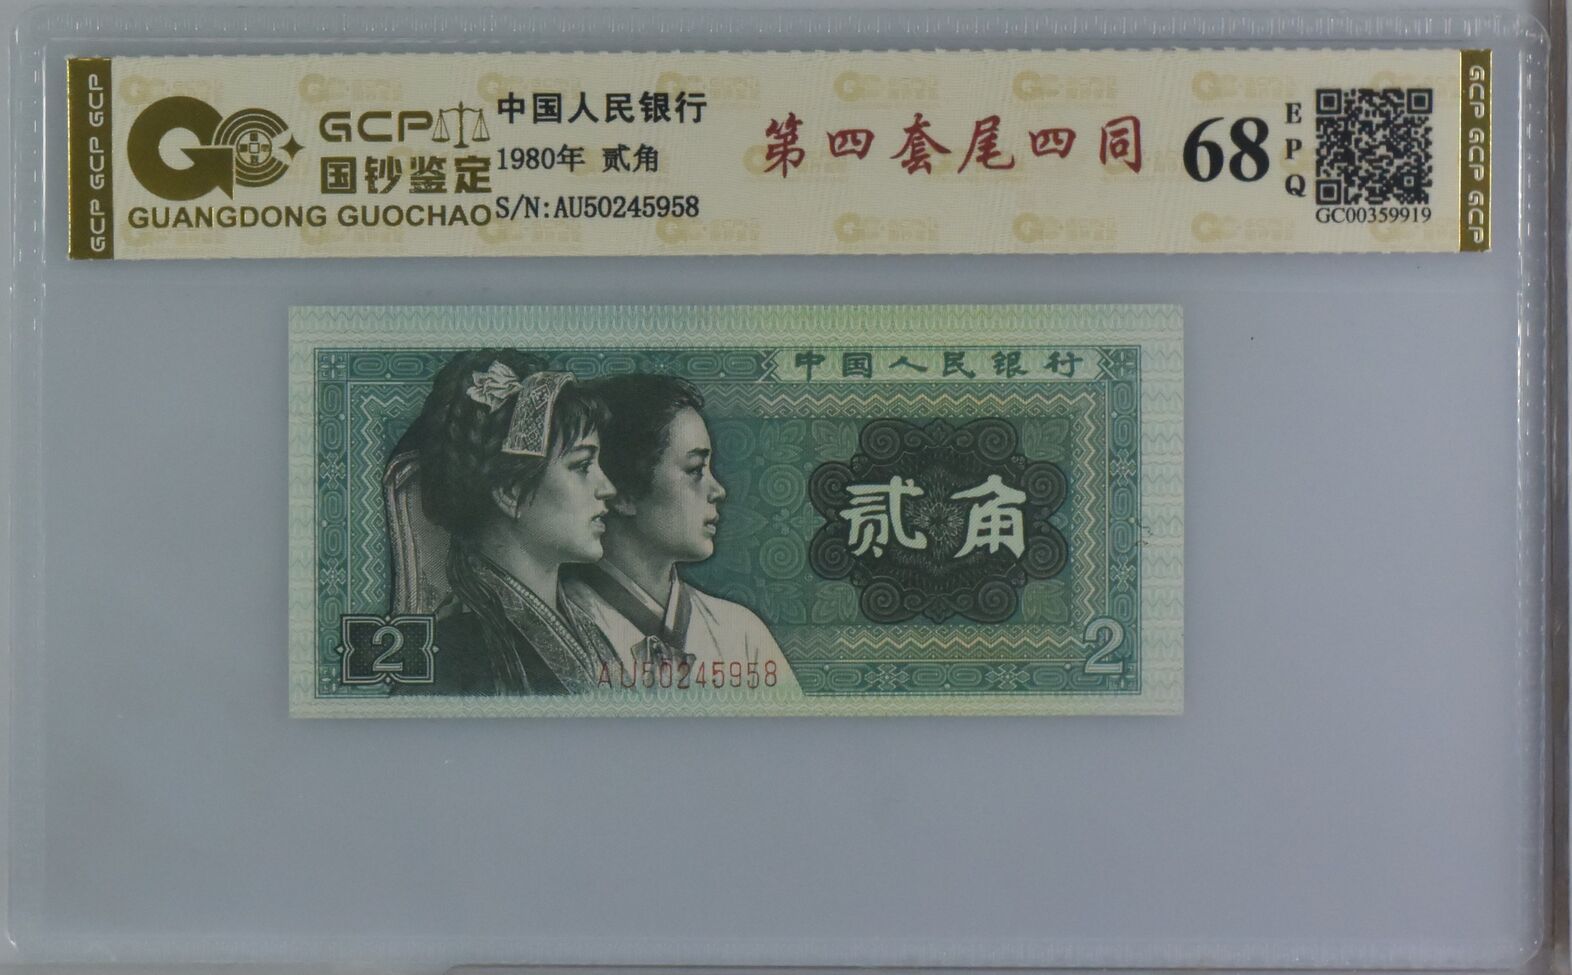 GCP GCP GCP
GCP
国钞鉴定
GUANGDONG GUOCHAO
中国人民银行
1980年 贰角
S/N:AU50245958
第四套尾四同
68
EPQ
GC00359919
GCP GCP GCP
中国人民银行
贰角
2
2
AU50245958